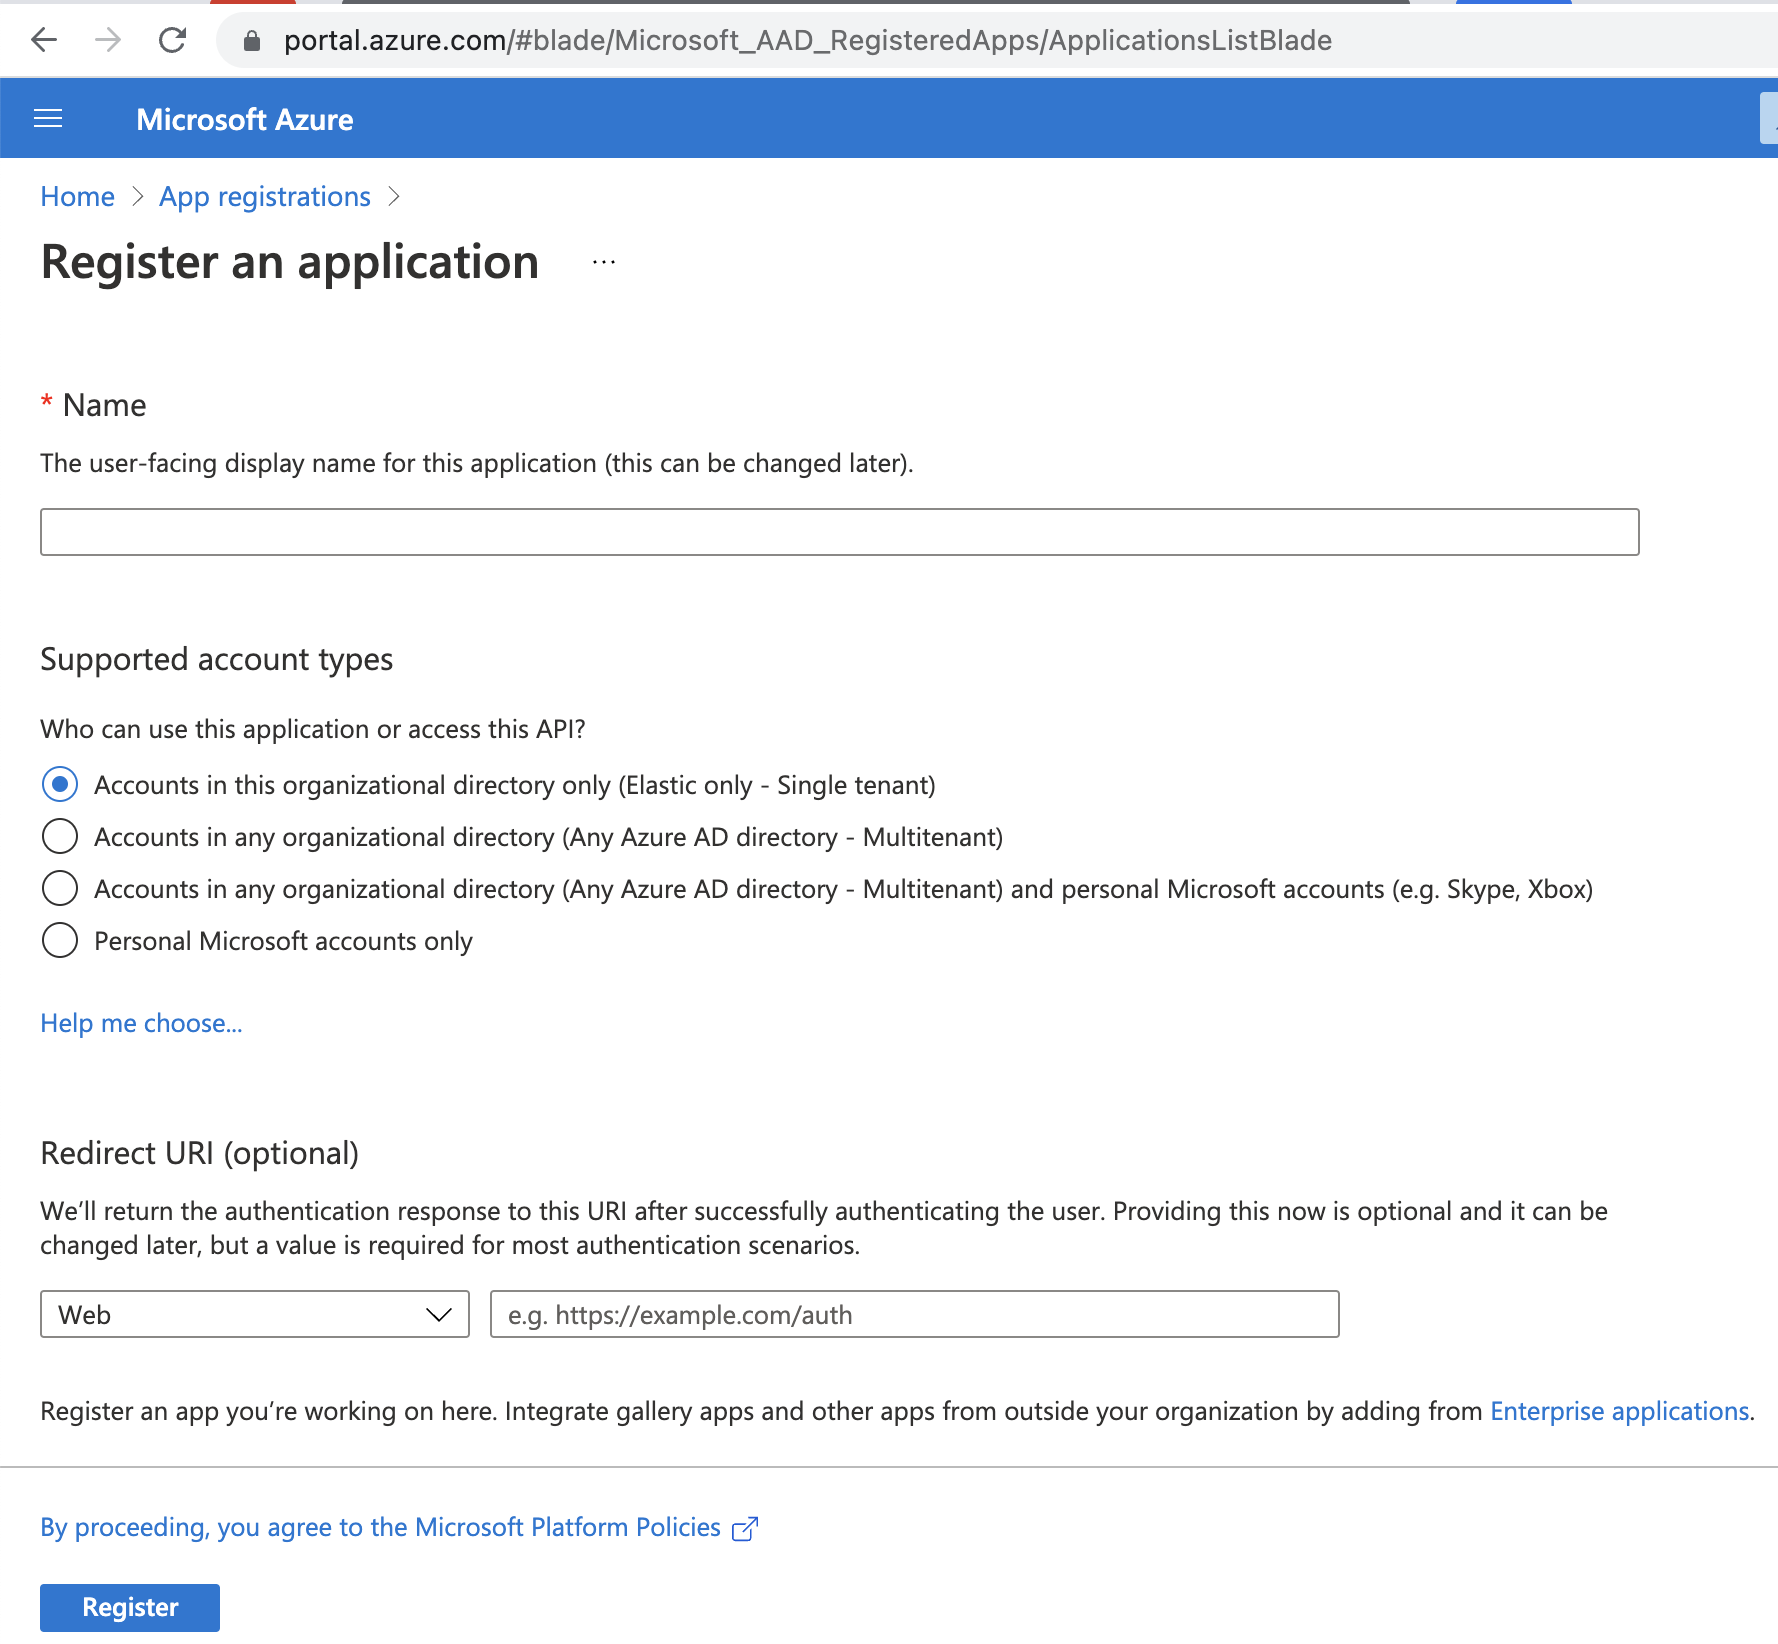 portal.azure.com/#blade/Microsoft_AAD_RegisteredApps/ApplicationsListBlade
Microsoft Azure
Home > App registrations >
Register an application ...
* Name
The user-facing display name for this application (this can be changed later).
Supported account types
Who can use this application or access this API?
Accounts in this organizational directory only (Elastic only - Single tenant)
Accounts in any organizational directory (Any Azure AD directory - Multitenant)
Accounts in any organizational directory (Any Azure AD directory - Multitenant) and personal Microsoft accounts (e.g. Skype, Xbox)
Personal Microsoft accounts only
Help me choose...
Redirect URI (optional)
We’ll return the authentication response to this URI after successfully authenticating the user. Providing this now is optional and it can be
changed later, but a value is required for most authentication scenarios.
Web e.g. https://example.com/auth
Register an app you’re working on here. Integrate gallery apps and other apps from outside your organization by adding from Enterprise applications.
By proceeding, you agree to the Microsoft Platform Policies
Register